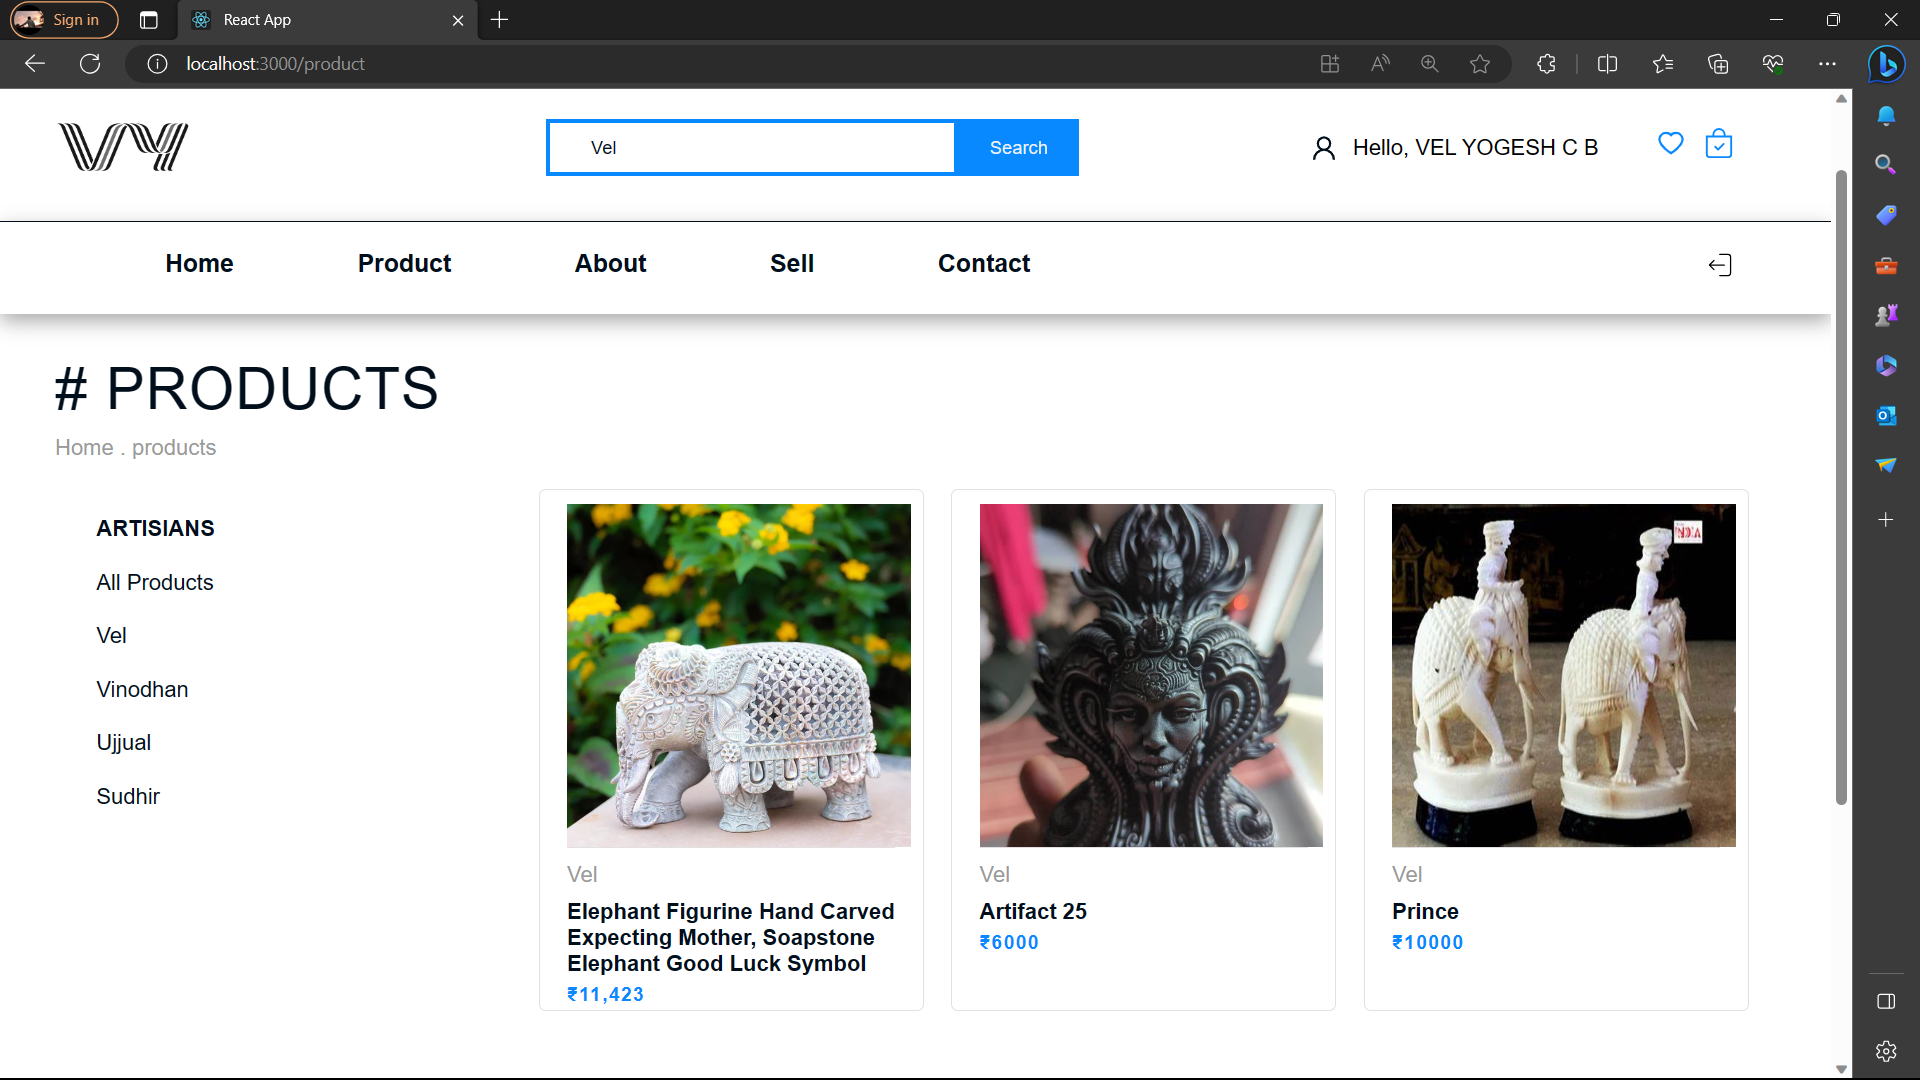 Sign in
React App
localhost:3000/product
VY
Vel
Search
Hello, VEL YOGESH C B
Home
Product
About
Sell
Contact
# PRODUCTS
Home . products
ARTISIANS
All Products
Vel
Vinodhan
Ujjual
Sudhir
Vel
Elephant Figurine Hand Carved
Expecting Mother, Soapstone
Elephant Good Luck Symbol
₹11,423
Vel
Artifact 25
₹6000
INDIA
Vel
Prince
₹10000